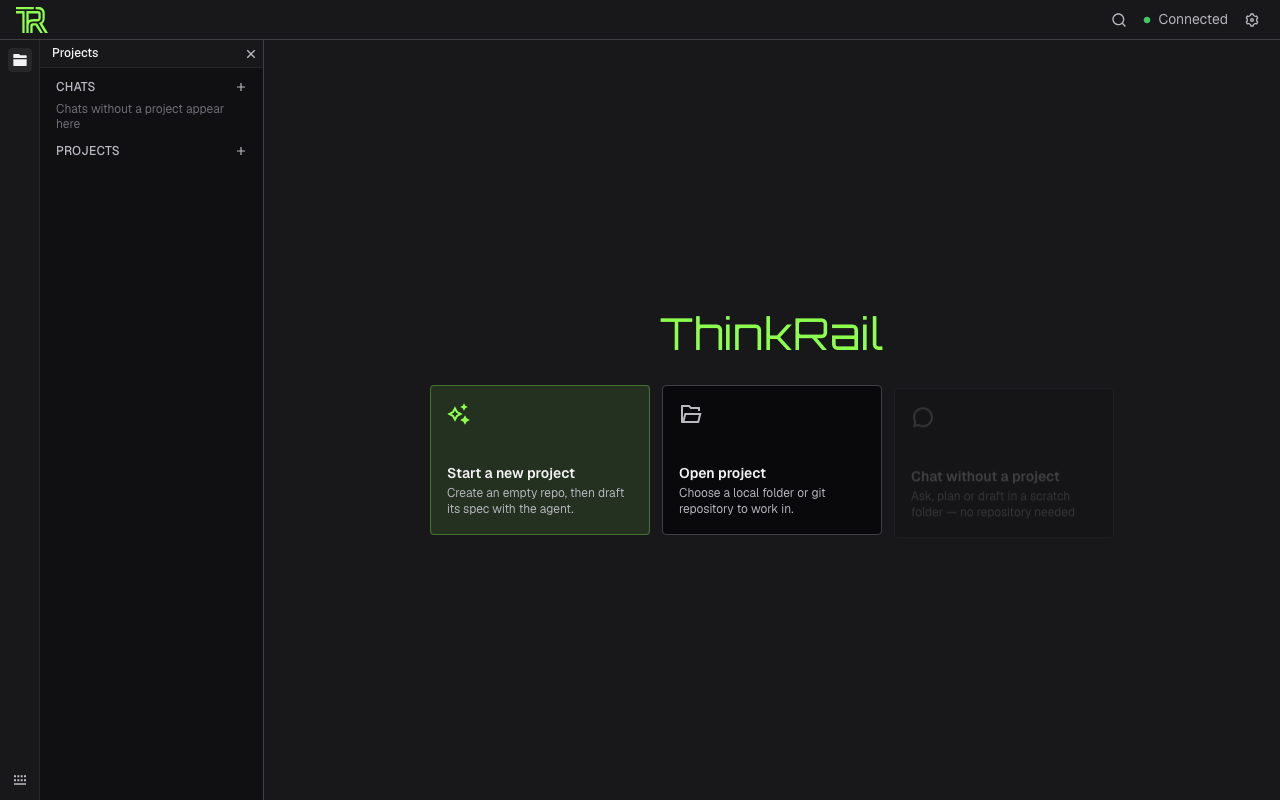 TR
Connected
Projects
CHATS
Chats without a project appear
here
PROJECTS
ThinkRail
Start a new project
Create an empty repo, then draft
its spec with the agent.
Open project
Choose a local folder or git
repository to work in.
Chat without a project
Ask, plan or draft in a scratch
folder — no repository needed